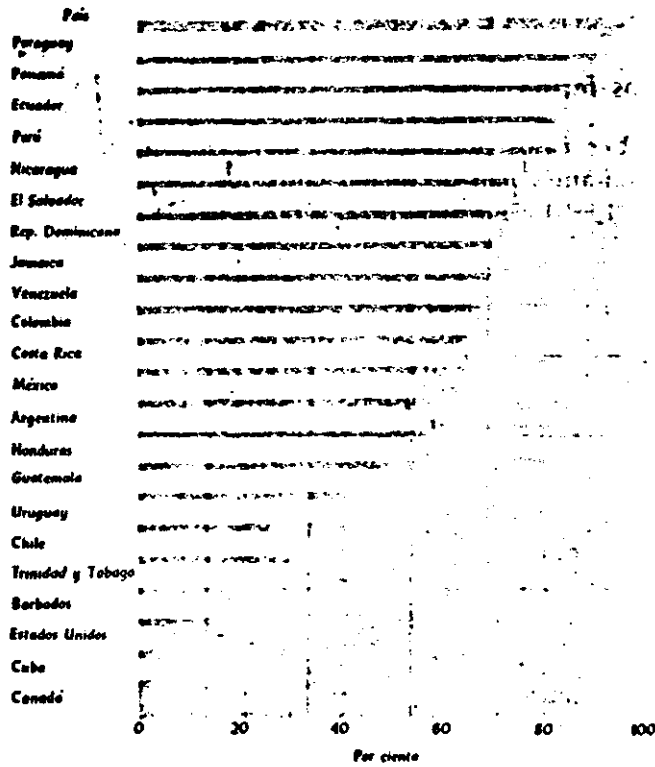 País
Paraguay
Panamá
Ecuador
Perú
Nicaragua
El Salvador
Rep. Dominicana
Jamaica
Venezuela
Colombia
Costa Rica
México
Argentina
Honduras
Guatemala
Uruguay
Chile
Trinidad y Tobago
Barbados
Estados Unidos
Cuba
Canadá
0 20 40 60 80 100
Por ciento